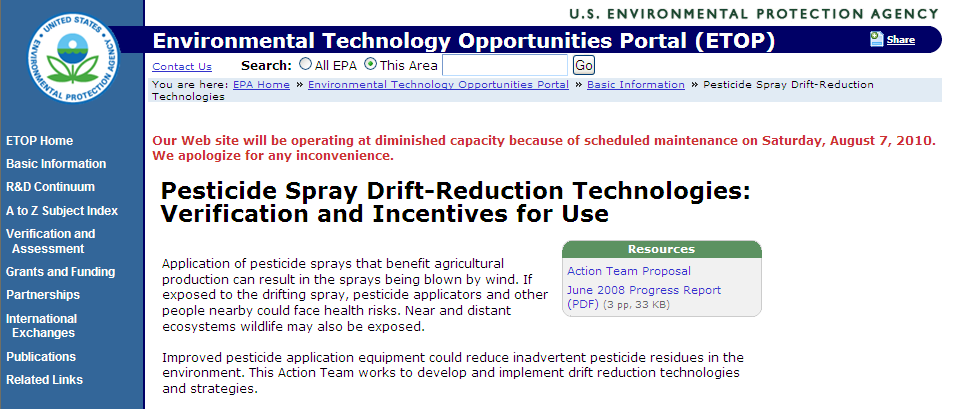 U.S. ENVIRONMENTAL PROTECTION AGENCY
UNITED STATES
ENVIRONMENTAL PROTECTION AGENCY
Environmental Technology Opportunities Portal (ETOP)
Share
Contact Us Search: All EPA This Area Go
You are here: EPA Home » Environmental Technology Opportunities Portal » Basic Information » Pesticide Spray Drift-Reduction
Technologies
ETOP Home
Basic Information
R&D Continuum
A to Z Subject Index
Verification and
Assessment
Grants and Funding
Partnerships
International
Exchanges
Publications
Related Links
Our Web site will be operating at diminished capacity because of scheduled maintenance on Saturday, August 7, 2010.
We apologize for any inconvenience.
Pesticide Spray Drift-Reduction Technologies:
Verification and Incentives for Use
Application of pesticide sprays that benefit agricultural
production can result in the sprays being blown by wind. If
exposed to the drifting spray, pesticide applicators and other
people nearby could face health risks. Near and distant
ecosystems wildlife may also be exposed.
Resources
Action Team Proposal
June 2008 Progress Report
(PDF) (3 pp, 33 KB)
Improved pesticide application equipment could reduce inadvertent pesticide residues in the
environment. This Action Team works to develop and implement drift reduction technologies
and strategies.